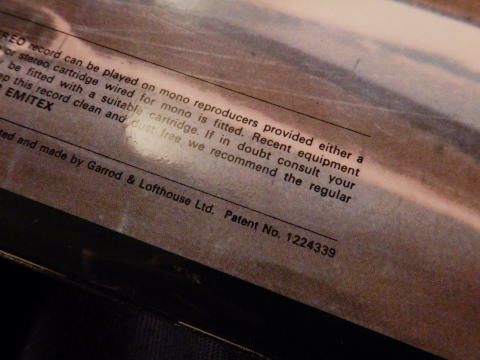 EREO record can be played on mono reproducers provided either a
or stereo cartridge wired for mono is fitted. Recent equipment
be fitted with a suitable cartridge. If in doubt consult your
this record clean and dust free we recommend the regular
EMITEX
ted and made by Garrod & Lofthouse Ltd. Patent No. 1224339